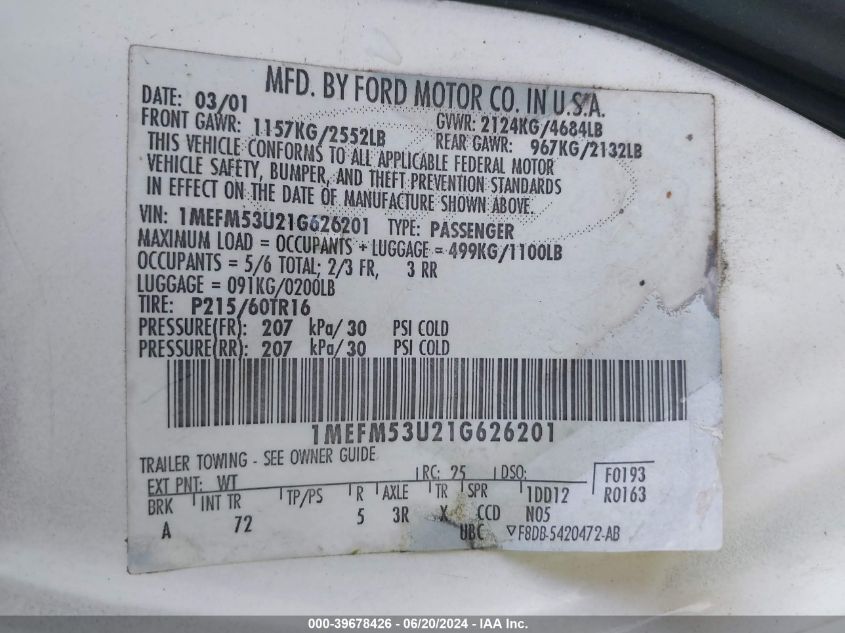 MFD. BY FORD MOTOR CO. IN U.S.A.
DATE: 03/01 GVWR: 2124KG/4684LB
FRONT GAWR: 1157KG/2552LB REAR GAWR: 967KG/2132LB
THIS VEHICLE CONFORMS TO ALL APPLICABLE FEDERAL MOTOR
VEHICLE SAFETY, BUMPER, AND THEFT PREVENTION STANDARDS
IN EFFECT ON THE DATE OF MANUFACTURE SHOWN ABOVE.
VIN: 1MEFM53U21G626201 TYPE: PASSENGER
MAXIMUM LOAD = OCCUPANTS + LUGGAGE = 499KG/1100LB
OCCUPANTS = 5/6 TOTAL; 2/3 FR, 3 RR
LUGGAGE = 091KG/0200LB
TIRE: P215/60TR16
PRESSURE(FR): 207 kPa/ 30 PSI COLD
PRESSURE(RR): 207 kPa/ 30 PSI COLD
1MEFM53U21G626201
TRAILER TOWING - SEE OWNER GUIDE
EXT PNT: WT RC: 25 DSO: F0193
BRK INT TR TP/PS R AXLE TR SPR 1DD12 R0163
A 72 5 3R X CCD N05
UBC ▽F8DB-5420472-AB
000-39678426 - 06/20/2024 - IAA Inc.